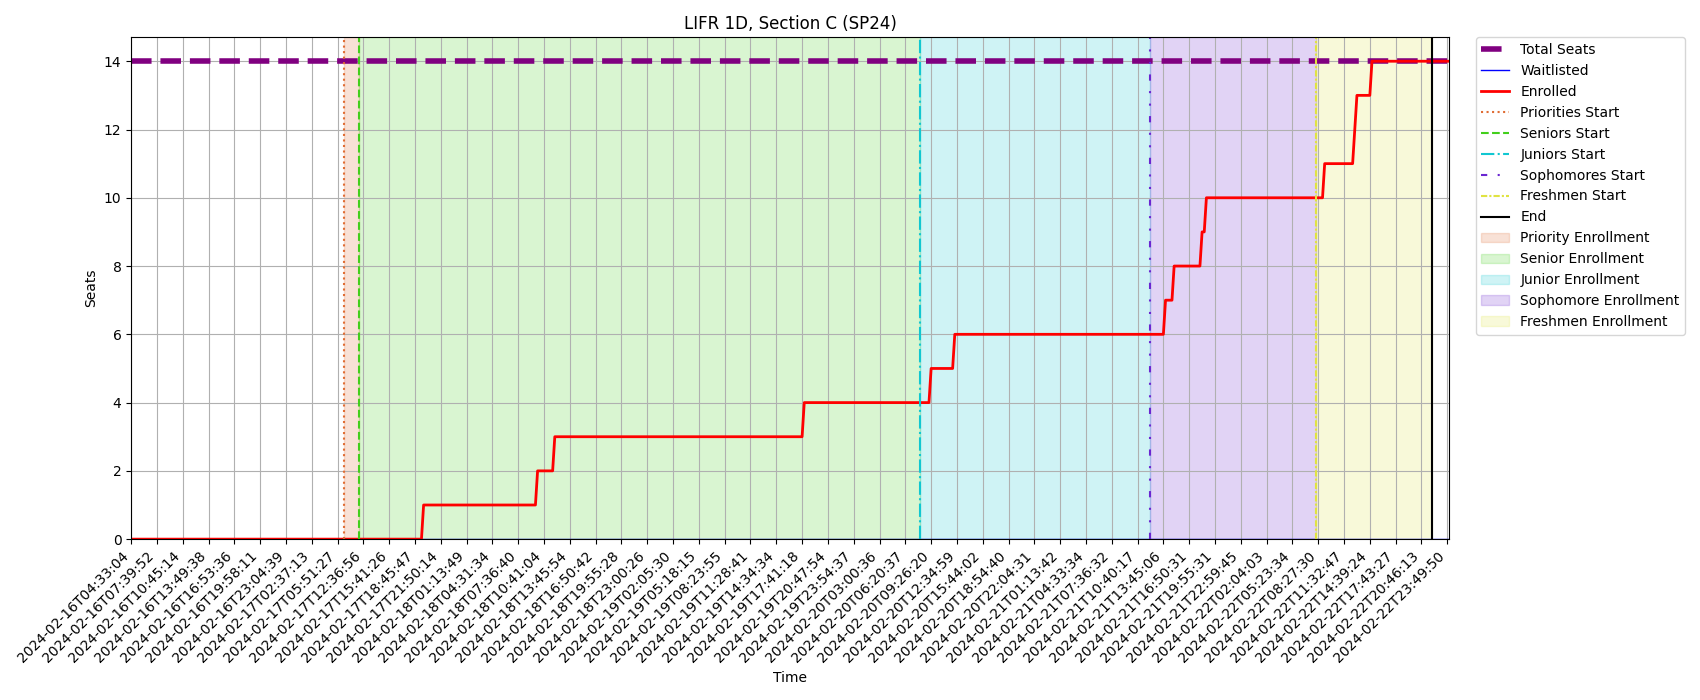 LIFR 1D, Section C (SP24)
Seats
14
12
10
8
6
4
2
0
2024-02-16T04:33:04
2024-02-16T07:39:52
2024-02-16T10:45:14
2024-02-16T13:49:38
2024-02-16T16:53:36
2024-02-16T19:58:11
2024-02-16T23:04:39
2024-02-17T02:37:13
2024-02-17T05:51:27
2024-02-17T12:36:56
2024-02-17T15:41:26
2024-02-17T18:45:47
2024-02-17T21:50:14
2024-02-18T01:13:49
2024-02-18T04:31:34
2024-02-18T07:36:40
2024-02-18T10:41:04
2024-02-18T13:45:54
2024-02-18T16:50:42
2024-02-18T19:55:28
2024-02-18T23:00:26
2024-02-19T02:05:30
2024-02-19T05:18:15
2024-02-19T08:23:55
2024-02-19T11:28:41
2024-02-19T14:34:34
2024-02-19T17:41:18
2024-02-19T20:47:54
2024-02-19T23:54:37
2024-02-20T03:00:36
2024-02-20T06:20:37
2024-02-20T09:26:20
2024-02-20T12:34:59
2024-02-20T15:44:02
2024-02-20T18:54:40
2024-02-20T22:04:31
2024-02-21T01:13:42
2024-02-21T04:33:34
2024-02-21T07:36:32
2024-02-21T10:40:17
2024-02-21T13:45:06
2024-02-21T16:50:31
2024-02-21T19:55:31
2024-02-21T22:59:45
2024-02-22T02:04:03
2024-02-22T05:23:34
2024-02-22T08:27:30
2024-02-22T11:32:47
2024-02-22T14:39:24
2024-02-22T17:43:27
2024-02-22T20:46:13
2024-02-22T23:49:50
Time
Total Seats
Waitlisted
Enrolled
Priorities Start
Seniors Start
Juniors Start
Sophomores Start
Freshmen Start
End
Priority Enrollment
Senior Enrollment
Junior Enrollment
Sophomore Enrollment
Freshmen Enrollment